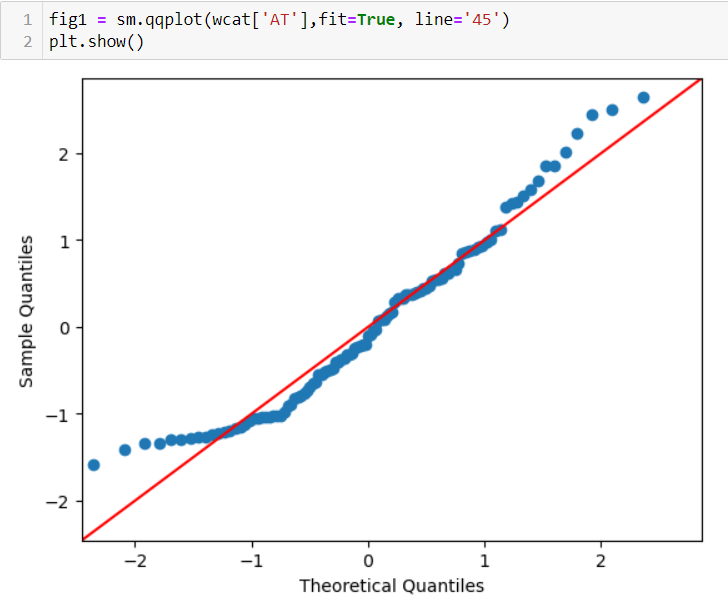 1 fig1 = sm.qqplot(wcat['AT'],fit=True, line='45')
2 plt.show()
2
1
0
−1
−2
Sample Quantiles
−2 −1 0 1 2
Theoretical Quantiles